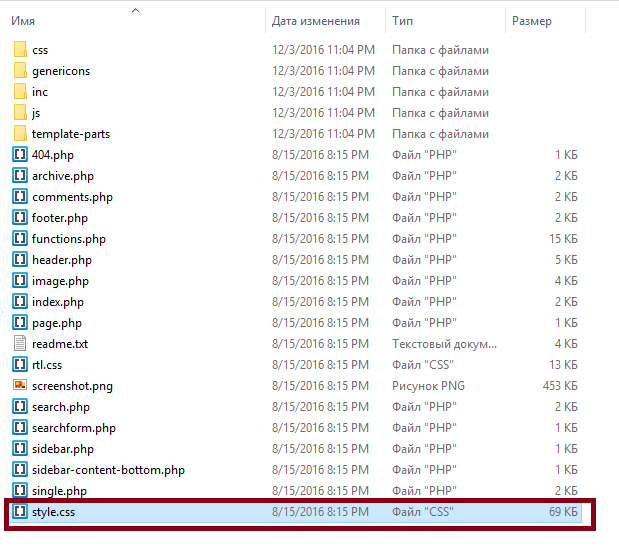 Имя Дата изменения Тип Размер
css 12/3/2016 11:04 PM Папка с файлами
genericons 12/3/2016 11:04 PM Папка с файлами
inc 12/3/2016 11:04 PM Папка с файлами
js 12/3/2016 11:04 PM Папка с файлами
template-parts 12/3/2016 11:04 PM Папка с файлами
404.php 8/15/2016 8:15 PM Файл "PHP" 1 КБ
archive.php 8/15/2016 8:15 PM Файл "PHP" 2 КБ
comments.php 8/15/2016 8:15 PM Файл "PHP" 2 КБ
footer.php 8/15/2016 8:15 PM Файл "PHP" 2 КБ
functions.php 8/15/2016 8:15 PM Файл "PHP" 15 КБ
header.php 8/15/2016 8:15 PM Файл "PHP" 5 КБ
image.php 8/15/2016 8:15 PM Файл "PHP" 4 КБ
index.php 8/15/2016 8:15 PM Файл "PHP" 2 КБ
page.php 8/15/2016 8:15 PM Файл "PHP" 1 КБ
readme.txt 8/15/2016 8:15 PM Текстовый докум... 4 КБ
rtl.css 8/15/2016 8:15 PM Файл "CSS" 13 КБ
screenshot.png 8/15/2016 8:15 PM Рисунок PNG 453 КБ
search.php 8/15/2016 8:15 PM Файл "PHP" 2 КБ
searchform.php 8/15/2016 8:15 PM Файл "PHP" 1 КБ
sidebar.php 8/15/2016 8:15 PM Файл "PHP" 1 КБ
sidebar-content-bottom.php 8/15/2016 8:15 PM Файл "PHP" 1 КБ
single.php 8/15/2016 8:15 PM Файл "PHP" 2 КБ
style.css 8/15/2016 8:15 PM Файл "CSS" 69 КБ